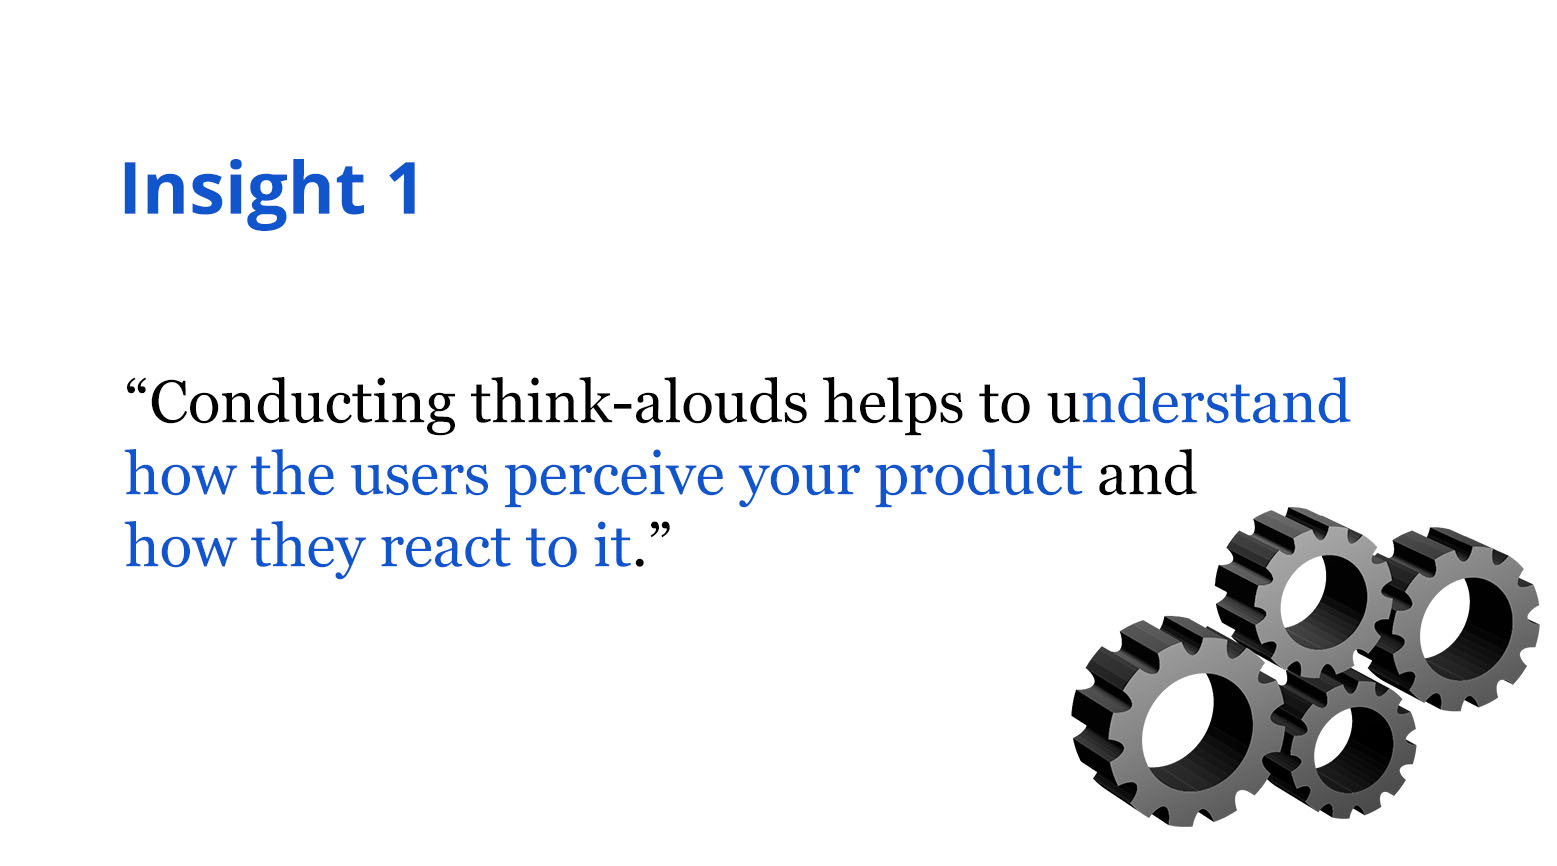 Insight 1
“Conducting think-alouds helps to understand
how the users perceive your product and
how they react to it.”